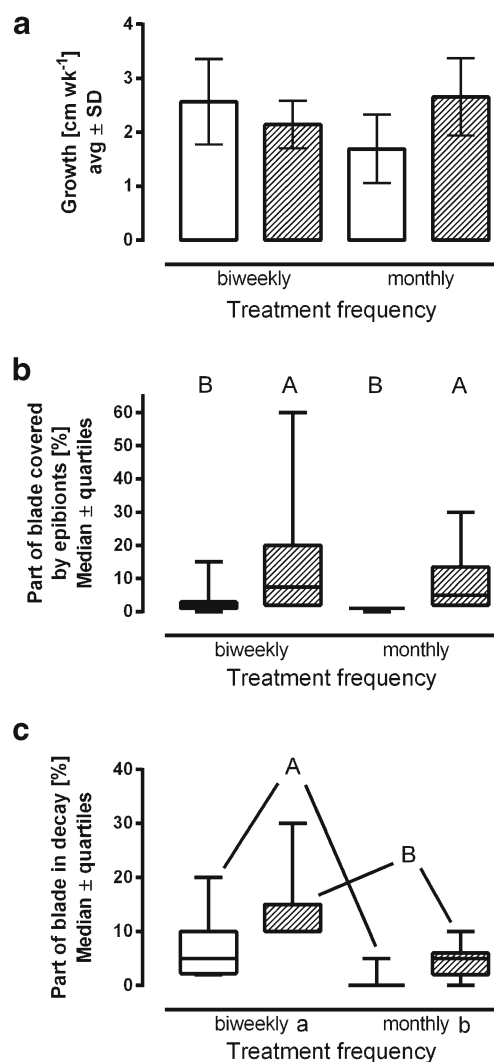 a
Growth [cm wk-1]
avg ± SD
4
3
2
1
0
biweekly monthly
Treatment frequency
b
B A B A
Part of blade covered
by epibionts [%]
Median ± quartiles
60
50
40
30
20
10
0
biweekly monthly
Treatment frequency
c
Part of blade in decay [%]
Median ± quartiles
40
30
20
10
0
A
B
biweekly a monthly b
Treatment frequency